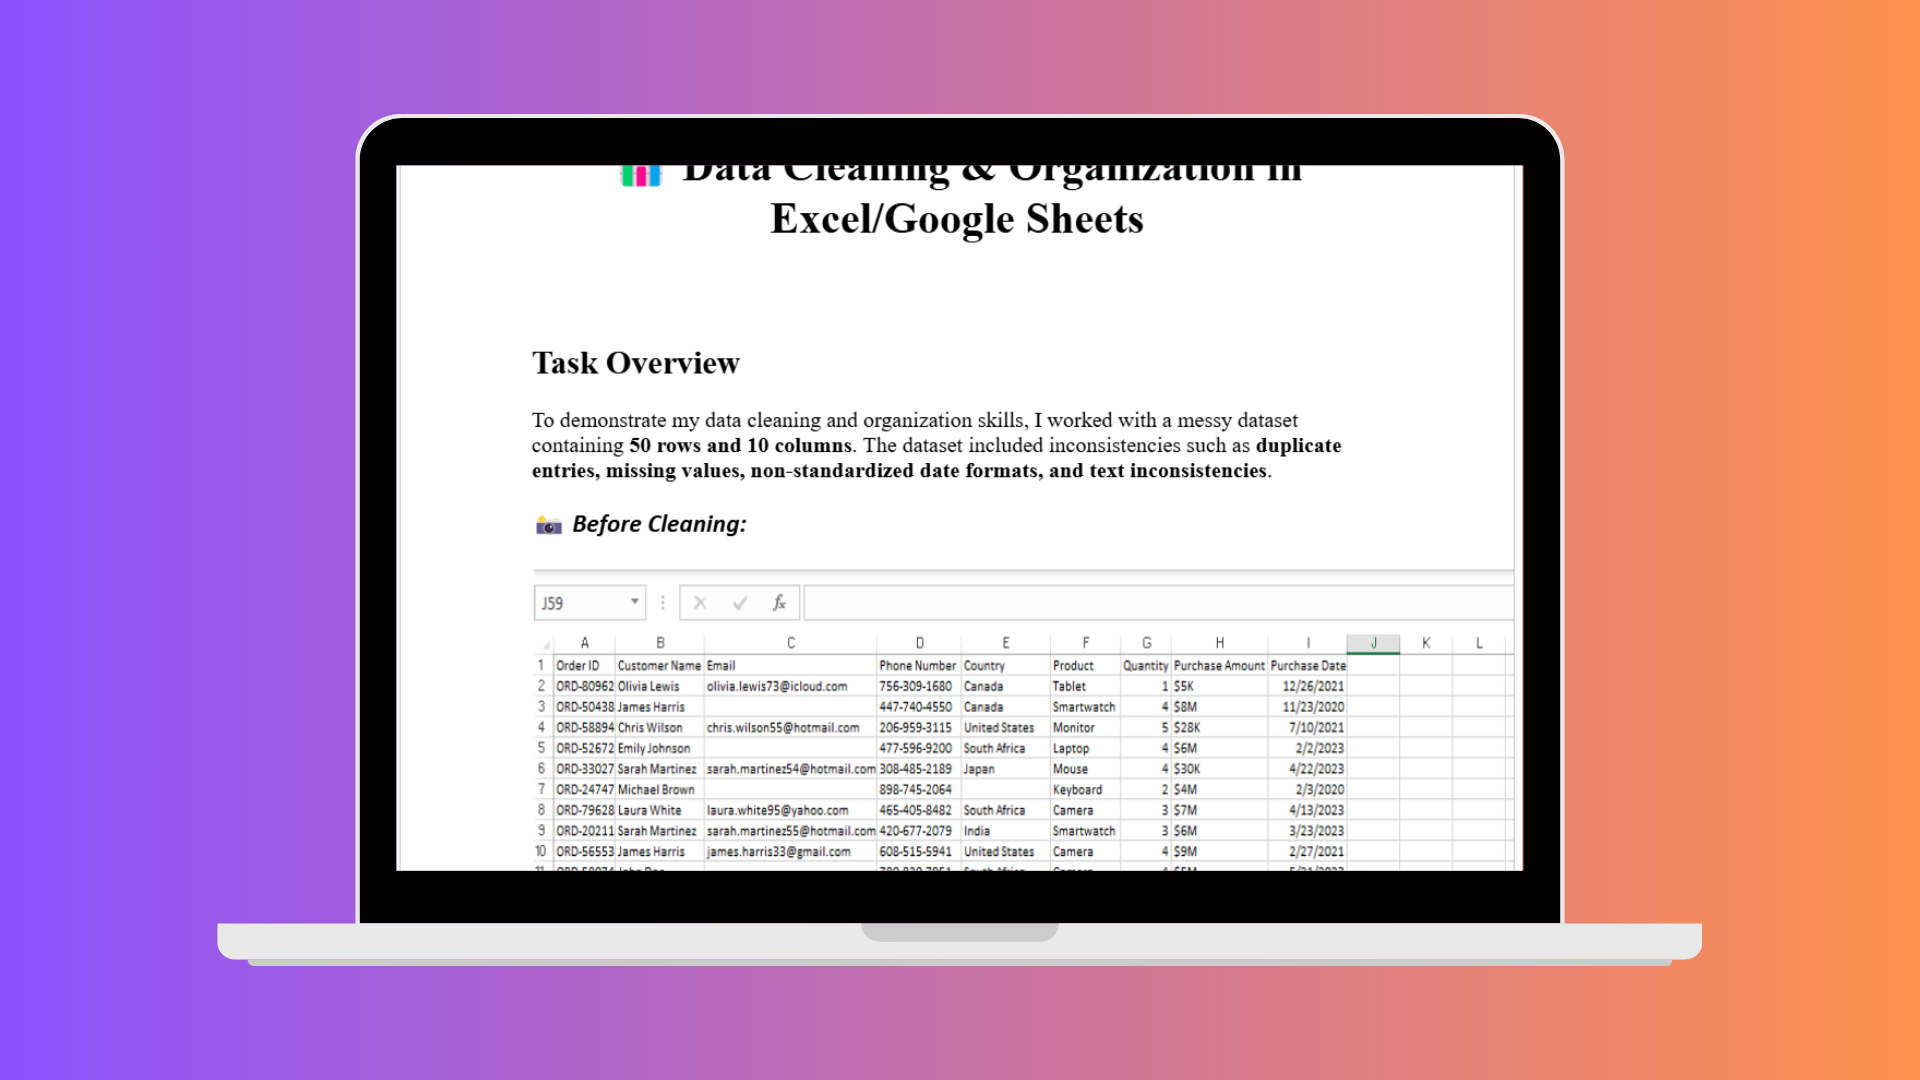 Data Cleaning & Organization in
Excel/Google Sheets
Task Overview
To demonstrate my data cleaning and organization skills, I worked with a messy dataset
containing 50 rows and 10 columns. The dataset included inconsistencies such as duplicate
entries, missing values, non-standardized date formats, and text inconsistencies.
Before Cleaning:
J59 fx
A B C D E F G H I J K L
1 Order ID Customer Name Email Phone Number Country Product Quantity Purchase Amount Purchase Date
2 ORD-80962 Olivia Lewis olivia.lewis73@icloud.com 756-309-1680 Canada Tablet 1 $5K 12/26/2021
3 ORD-50438 James Harris 447-740-4550 Canada Smartwatch 4 $8M 11/23/2020
4 ORD-58894 Chris Wilson chris.wilson55@hotmail.com 206-959-3115 United States Monitor 5 $28K 7/10/2021
5 ORD-52672 Emily Johnson 477-596-9200 South Africa Laptop 4 $6M 2/2/2023
6 ORD-33027 Sarah Martinez sarah.martinez54@hotmail.com 308-485-2189 Japan Mouse 4 $30K 4/22/2023
7 ORD-24747 Michael Brown 898-745-2064 Keyboard 2 $4M 2/3/2020
8 ORD-79628 Laura White laura.white95@yahoo.com 465-405-8482 South Africa Camera 3 $7M 4/13/2023
9 ORD-20211 Sarah Martinez sarah.martinez55@hotmail.com 420-677-2079 India Smartwatch 3 $6M 3/23/2023
10 ORD-56553 James Harris james.harris33@gmail.com 608-515-5941 United States Camera 4 $9M 2/27/2021